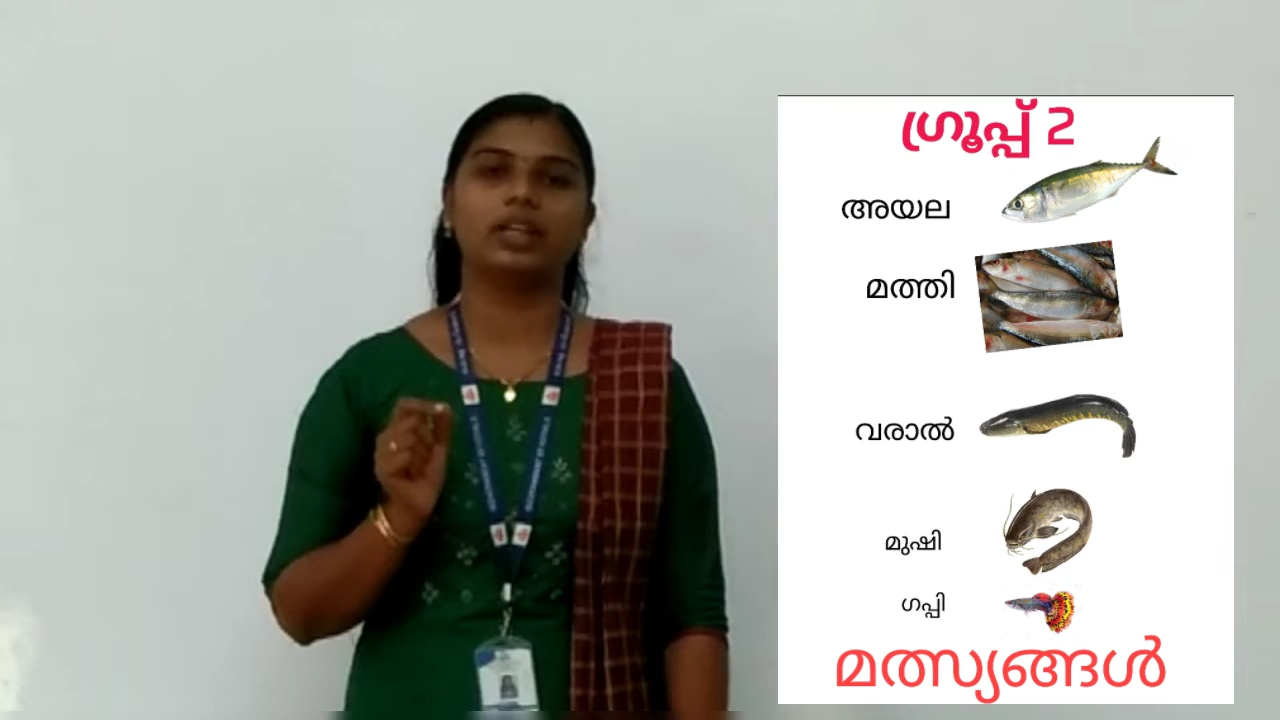 ഗ്രൂപ്പ് 2
അയല
മത്തി
വരാൽ
മുഷി
ഗപ്പി
മത്സ്യങ്ങൾ